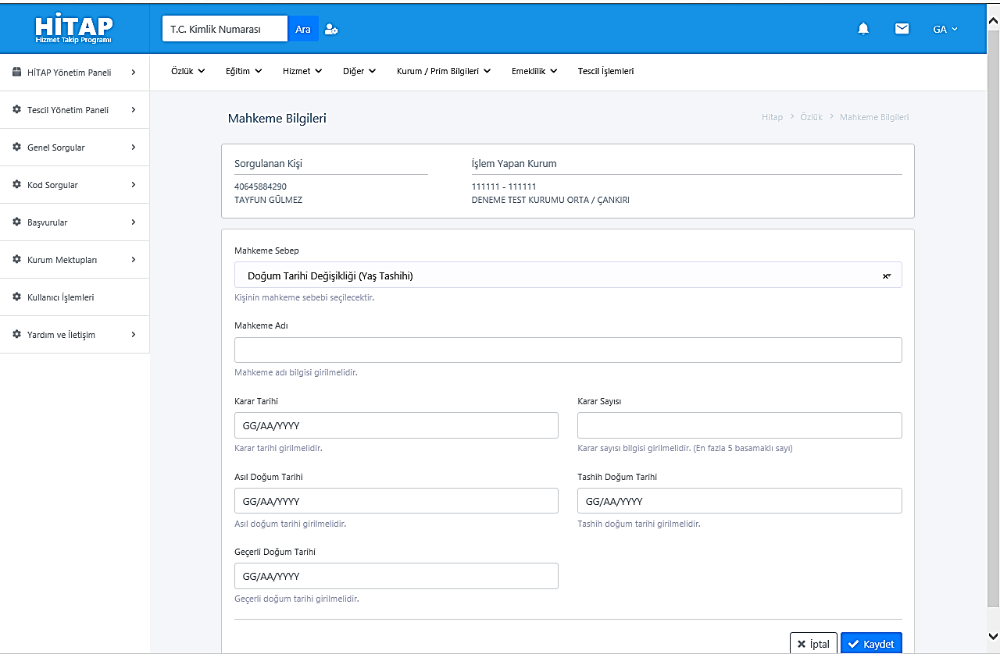 HİTAP
Hizmet Takip Programı
T.C. Kimlik Numarası
Ara
GA
HİTAP Yönetim Paneli
Tescil Yönetim Paneli
Genel Sorgular
Kod Sorgular
Başvurular
Kurum Mektupları
Kullanıcı İşlemleri
Yardım ve İletişim
Özlük Eğitim Hizmet Diğer Kurum / Prim Bilgileri Emeklilik Tescil İşlemleri
Mahkeme Bilgileri
Hitap > Özlük > Mahkeme Bilgileri
Sorgulanan Kişi
40645884290
TAYFUN GÜLMEZ
İşlem Yapan Kurum
111111 - 111111
DENEME TEST KURUMU ORTA / ÇANKIRI
Mahkeme Sebep
Doğum Tarihi Değişikliği (Yaş Tashihi)
Kişinin mahkeme sebebi seçilecektir.
Mahkeme Adı
Mahkeme adı bilgisi girilmelidir.
Karar Tarihi
GG/AA/YYYY
Karar tarihi girilmelidir.
Karar Sayısı
Karar sayısı bilgisi girilmelidir. (En fazla 5 basamaklı sayı)
Asıl Doğum Tarihi
GG/AA/YYYY
Asıl doğum tarihi girilmelidir.
Tashih Doğum Tarihi
GG/AA/YYYY
Tashih doğum tarihi girilmelidir.
Geçerli Doğum Tarihi
GG/AA/YYYY
Geçerli doğum tarihi girilmelidir.
İptal
Kaydet